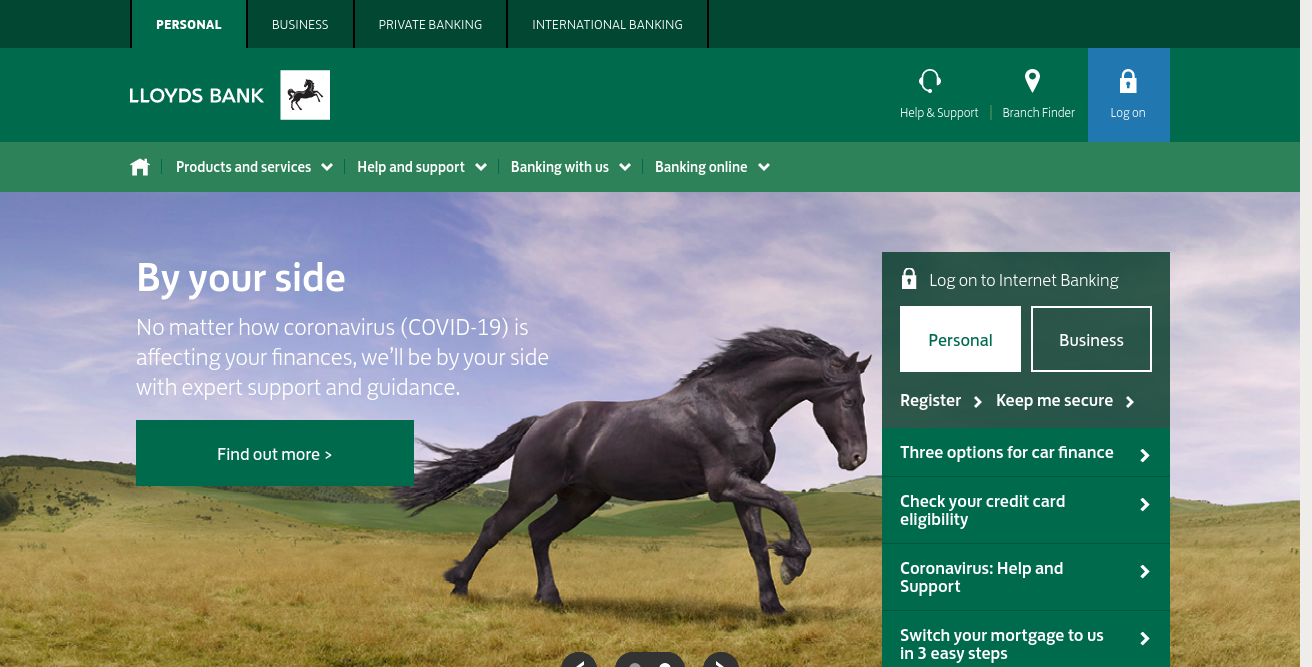 PERSONAL
BUSINESS
PRIVATE BANKING
INTERNATIONAL BANKING
LLOYDS BANK
Help & Support
Branch Finder
Log on
Products and services
Help and support
Banking with us
Banking online
By your side
No matter how coronavirus (COVID-19) is
affecting your finances, we'll be by your side
with expert support and guidance.
Find out more >
Log on to Internet Banking
Personal
Business
Register
Keep me secure
Three options for car finance
Check your credit card
eligibility
Coronavirus: Help and
Support
Switch your mortgage to us
in 3 easy steps